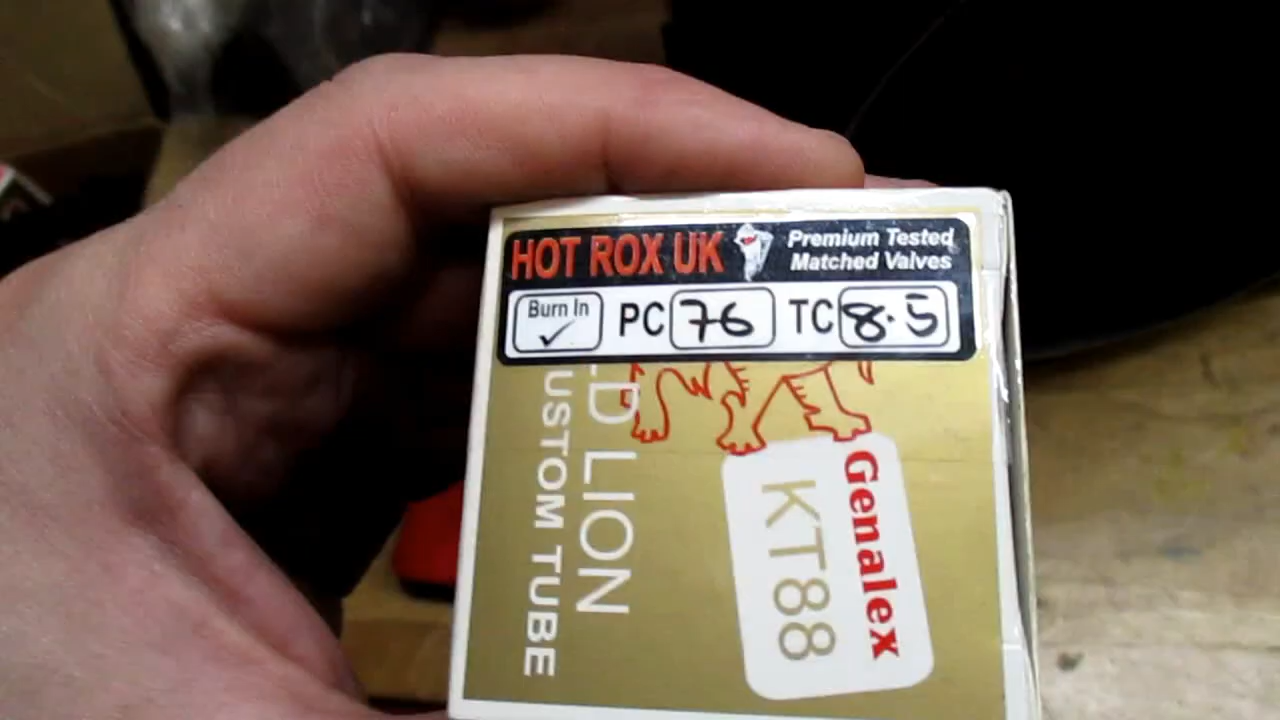 HOT ROX UK
Premium Tested
Matched Valves
Burn In
PC 76
TC 8.5
LD LION
USTOM TUBE
Genalex
KT88